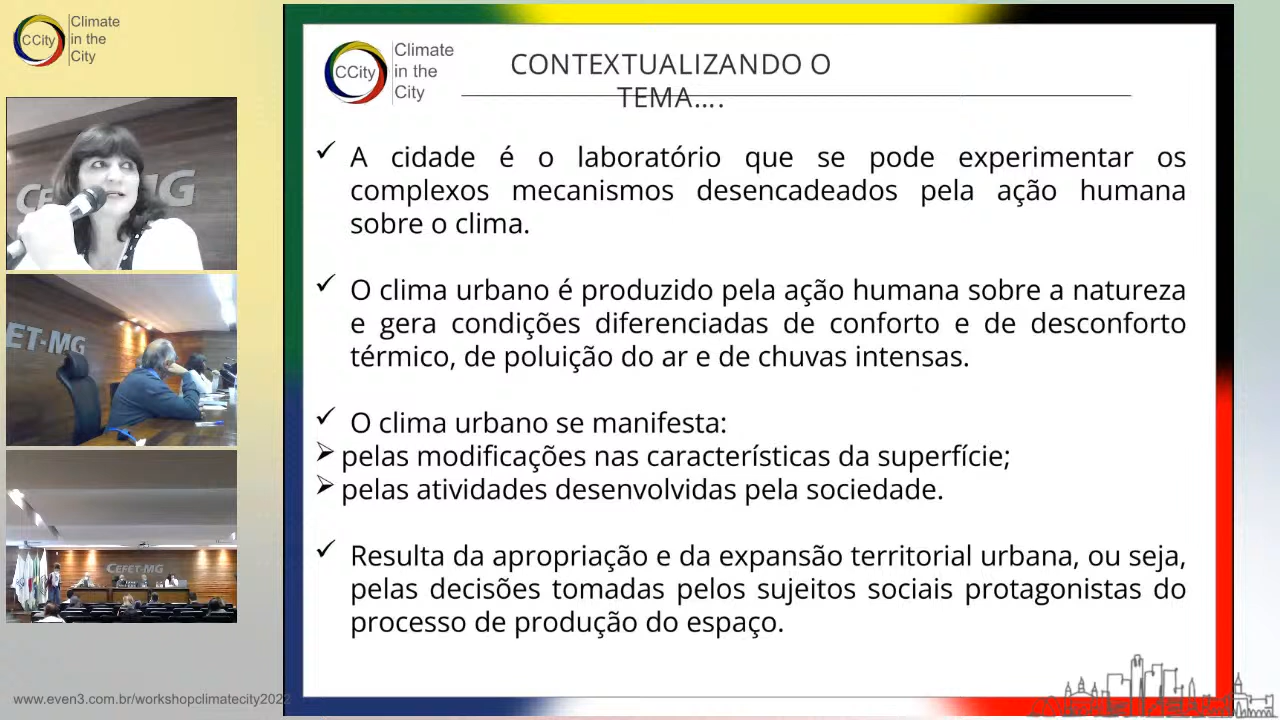 CCity
Climate
in the
City
CEFET-MG
CEFET-MG
CEFET-MG
www.even3.com.br/workshopclimatecity2022
CCity
Climate
in the
City
CONTEXTUALIZANDO O
TEMA....
A cidade é o laboratório que se pode experimentar os
complexos mecanismos desencadeados pela ação humana
sobre o clima.
O clima urbano é produzido pela ação humana sobre a natureza
e gera condições diferenciadas de conforto e de desconforto
térmico, de poluição do ar e de chuvas intensas.
O clima urbano se manifesta:
pelas modificações nas características da superfície;
pelas atividades desenvolvidas pela sociedade.
Resulta da apropriação e da expansão territorial urbana, ou seja,
pelas decisões tomadas pelos sujeitos sociais protagonistas do
processo de produção do espaço.